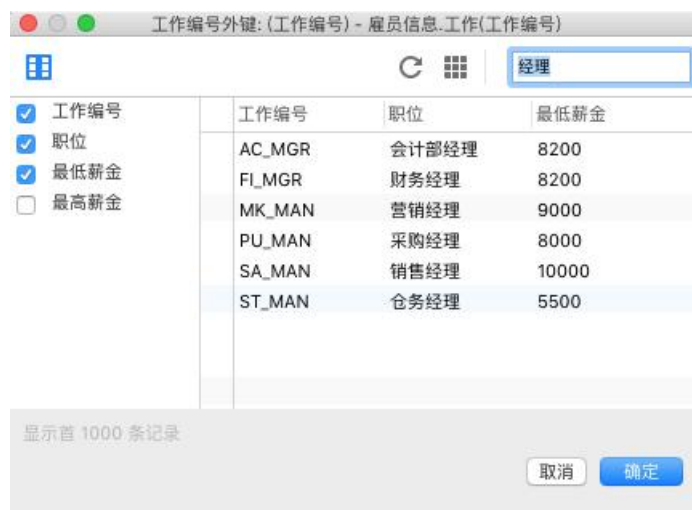 工作编号外键: (工作编号) - 雇员信息.工作(工作编号)
经理
工作编号
职位
最低薪金
最高薪金
工作编号 职位 最低薪金
AC_MGR 会计部经理 8200
FI_MGR 财务经理 8200
MK_MAN 营销经理 9000
PU_MAN 采购经理 8000
SA_MAN 销售经理 10000
ST_MAN 仓务经理 5500
显示首 1000 条记录
取消 确定